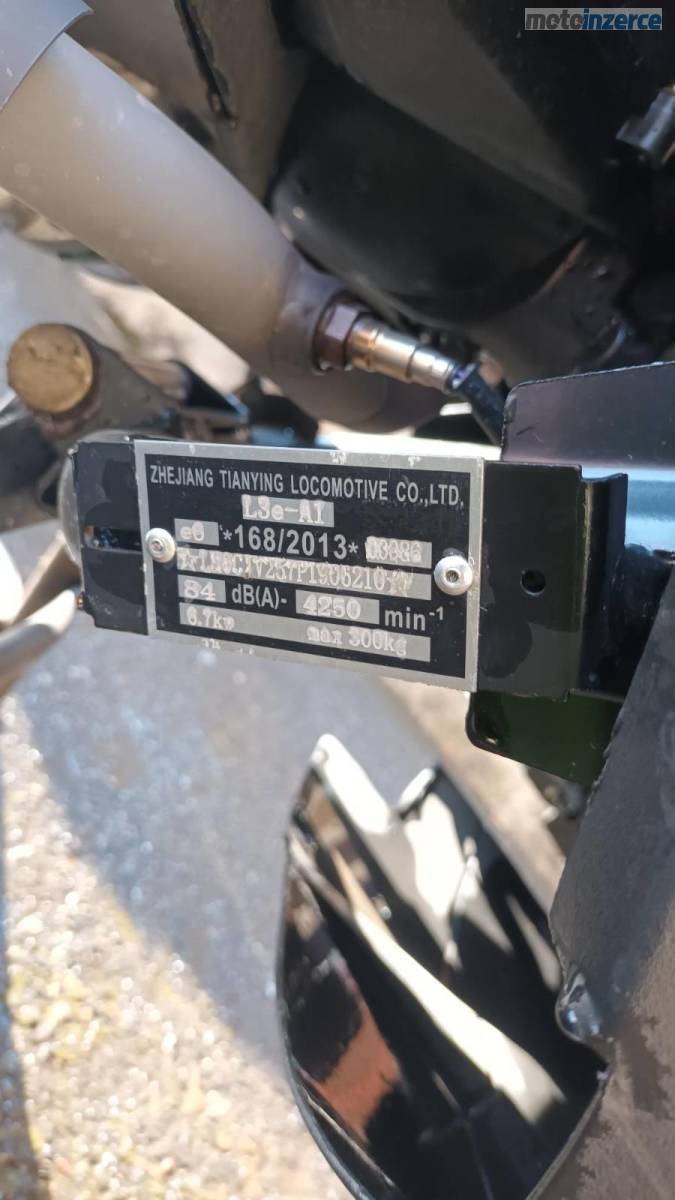 motoinzerce
ZHEJIANG TIANYING LOCOMOTIVE CO.,LTD.
L3e-A1
*168/2013*
84 dB(A)- 4250 min⁻¹
6.7kw max 300kg